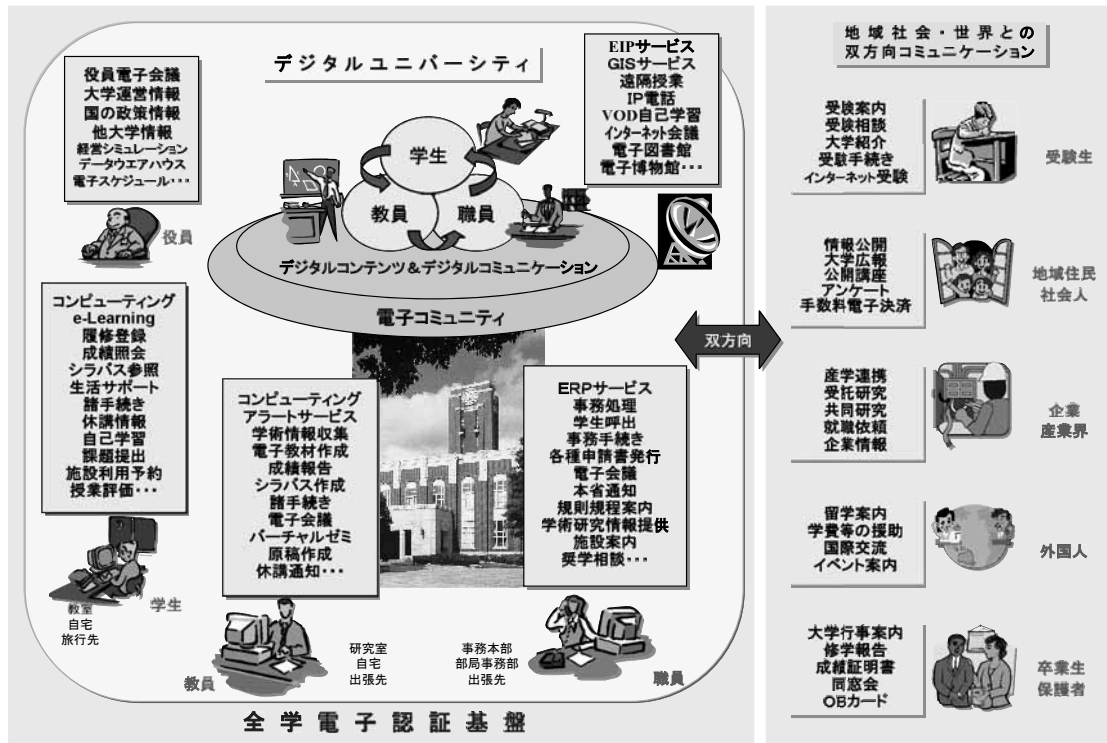 デジタルユニバーシティ
役員電子会議
大学運営情報
国の政策情報
他大学情報
経営シミュレーション
データウエアハウス
電子スケジュール・・・
役員
EIPサービス
GISサービス
遠隔授業
IP電話
VOD自己学習
インターネット会議
電子図書館
電子博物館・・・
学生
教員
職員
デジタルコンテンツ＆デジタルコミュニケーション
電子コミュニティ
コンピューティング
e-Learning
履修登録
成績照会
シラバス参照
生活サポート
諸手続き
休講情報
自己学習
課題提出
施設利用予約
授業評価・・・
学生
教室
自宅
旅行先
コンピューティング
アラートサービス
学術情報収集
電子教材作成
成績報告
シラバス作成
諸手続き
電子会議
バーチャルゼミ
原稿作成
休講通知・・・
教員
研究室
自宅
出張先
ERPサービス
事務処理
学生呼出
事務手続き
各種申請書発行
電子会議
本省通知
規則規程案内
学術研究情報提供
施設案内
奨学相談・・・
事務本部
部局事務部
出張先
職員
全学電子認証基盤
双方向
地域社会・世界との
双方向コミュニケーション
受験案内
受験相談
大学紹介
受験手続き
インターネット受験
受験生
情報公開
大学広報
公開講座
アンケート
手数料電子決済
地域住民
社会人
産学連携
受託研究
共同研究
就職依頼
企業情報
企業
産業界
留学案内
学費等の援助
国際交流
イベント案内
外国人
大学行事案内
修学報告
成績証明書
同窓会
OBカード
卒業生
保護者